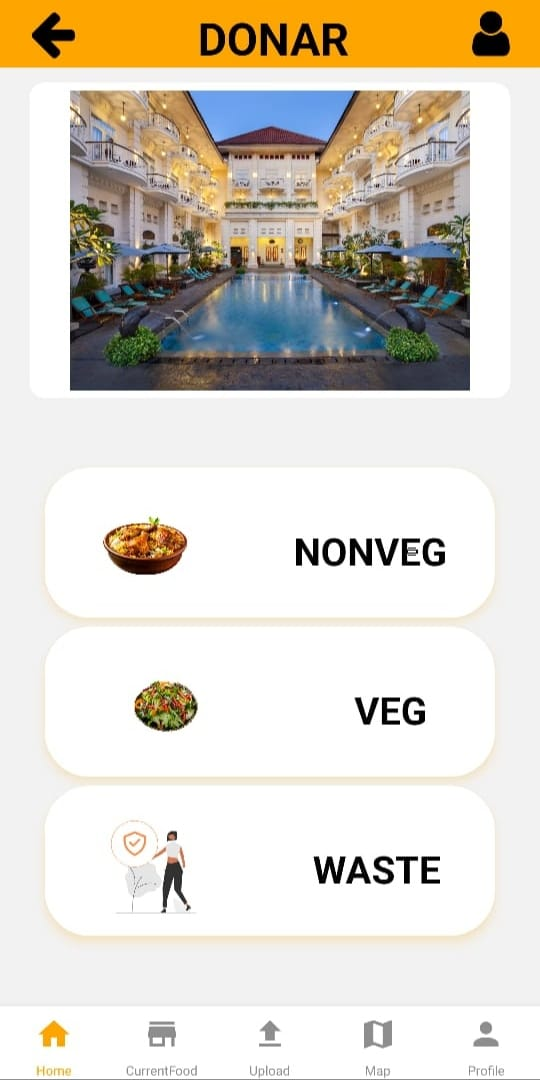 DONAR
NONVEG
VEG
WASTE
Home
CurrentFood
Upload
Map
Profile